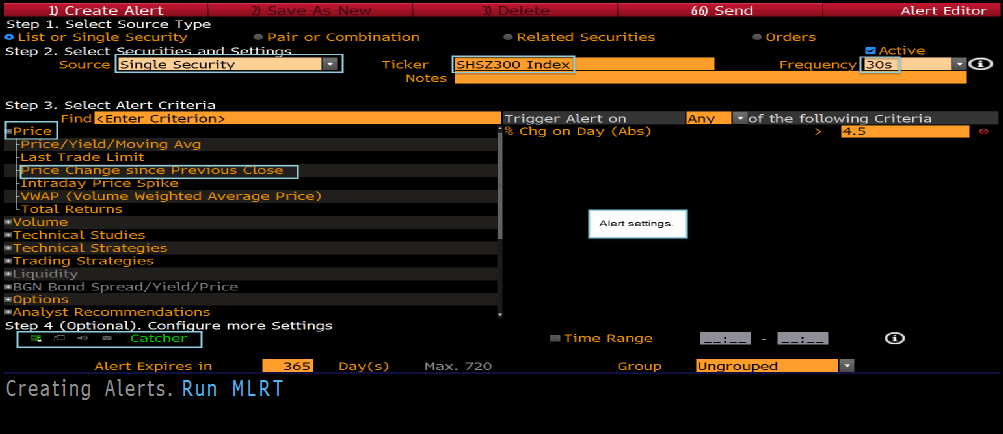 1) Create Alert 2) Save As New 3) Delete 66) Send Alert Editor
Step 1. Select Source Type
List or Single Security Pair or Combination Related Securities Orders
Step 2. Select Securities and Settings Active
Source Single Security Ticker SHSZ300 Index Frequency 30s
Notes
Step 3. Select Alert Criteria
Find <Enter Criterion> Trigger Alert on Any of the following Criteria
Price % Chg on Day (Abs) > 4.5
Price/Yield/Moving Avg
Last Trade Limit
Price Change since Previous Close
Intraday Price Spike
VWAP (Volume Weighted Average Price)
Total Returns
Alert settings.
Volume
Technical Studies
Technical Strategies
Trading Strategies
Liquidity
BGN Bond Spread/Yield/Price
Options
Analyst Recommendations
Step 4 (Optional). Configure more Settings
Catcher Time Range __:__ - __:__
Alert Expires in 365 Day(s) Max. 720 Group Ungrouped
Creating Alerts. Run MLRT